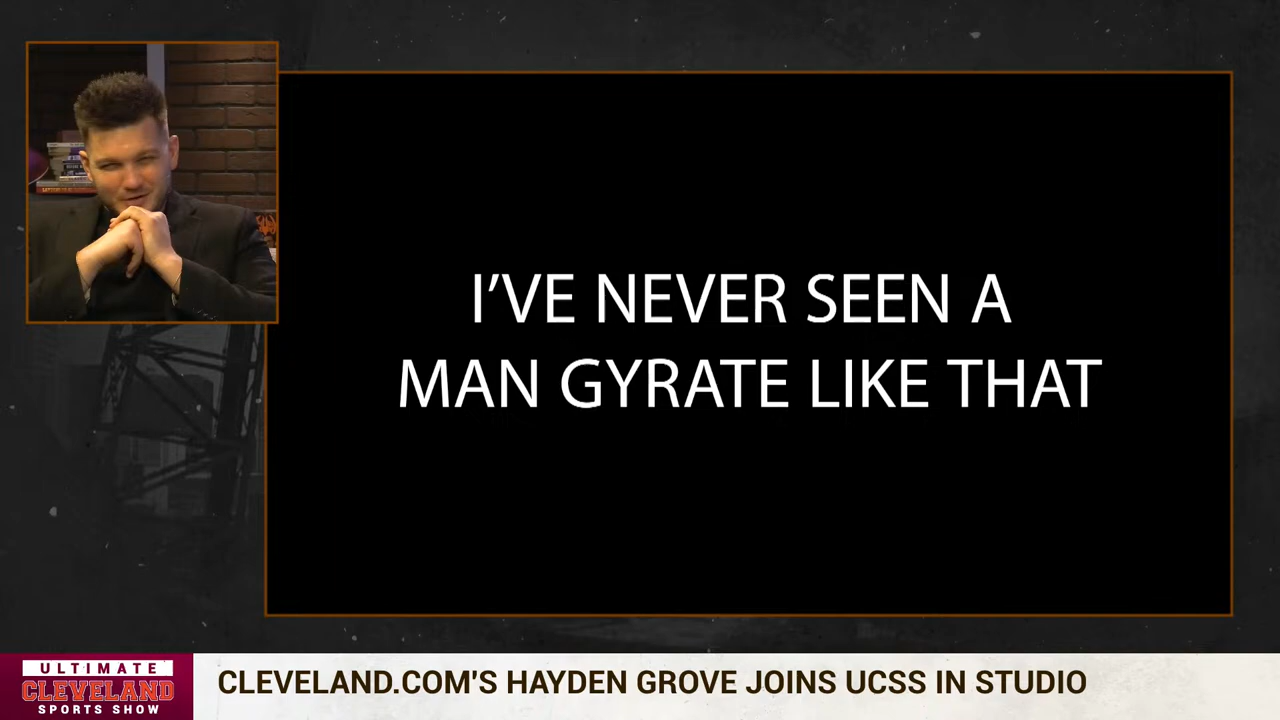 I'VE NEVER SEEN A
MAN GYRATE LIKE THAT
ULTIMATE
CLEVELAND
SPORTS SHOW
CLEVELAND.COM'S HAYDEN GROVE JOINS UCSS IN STUDIO